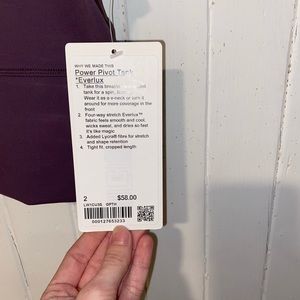 WHY WE MADE THIS
Power Pivot Tank
*Everlux
1. Take this
tank for a spin,
Wear it as a v-neck or turn it
around for more coverage in the
front
2. Four-way stretch Everlux™
fabric feels smooth and cool,
wicks sweat, and dries so fast
it's like magic
3. Added Lycra® fibre for stretch
and shape retention
4. Tight fit, cropped length
2 $58.00
LW1CU3S OPTH
000127653233